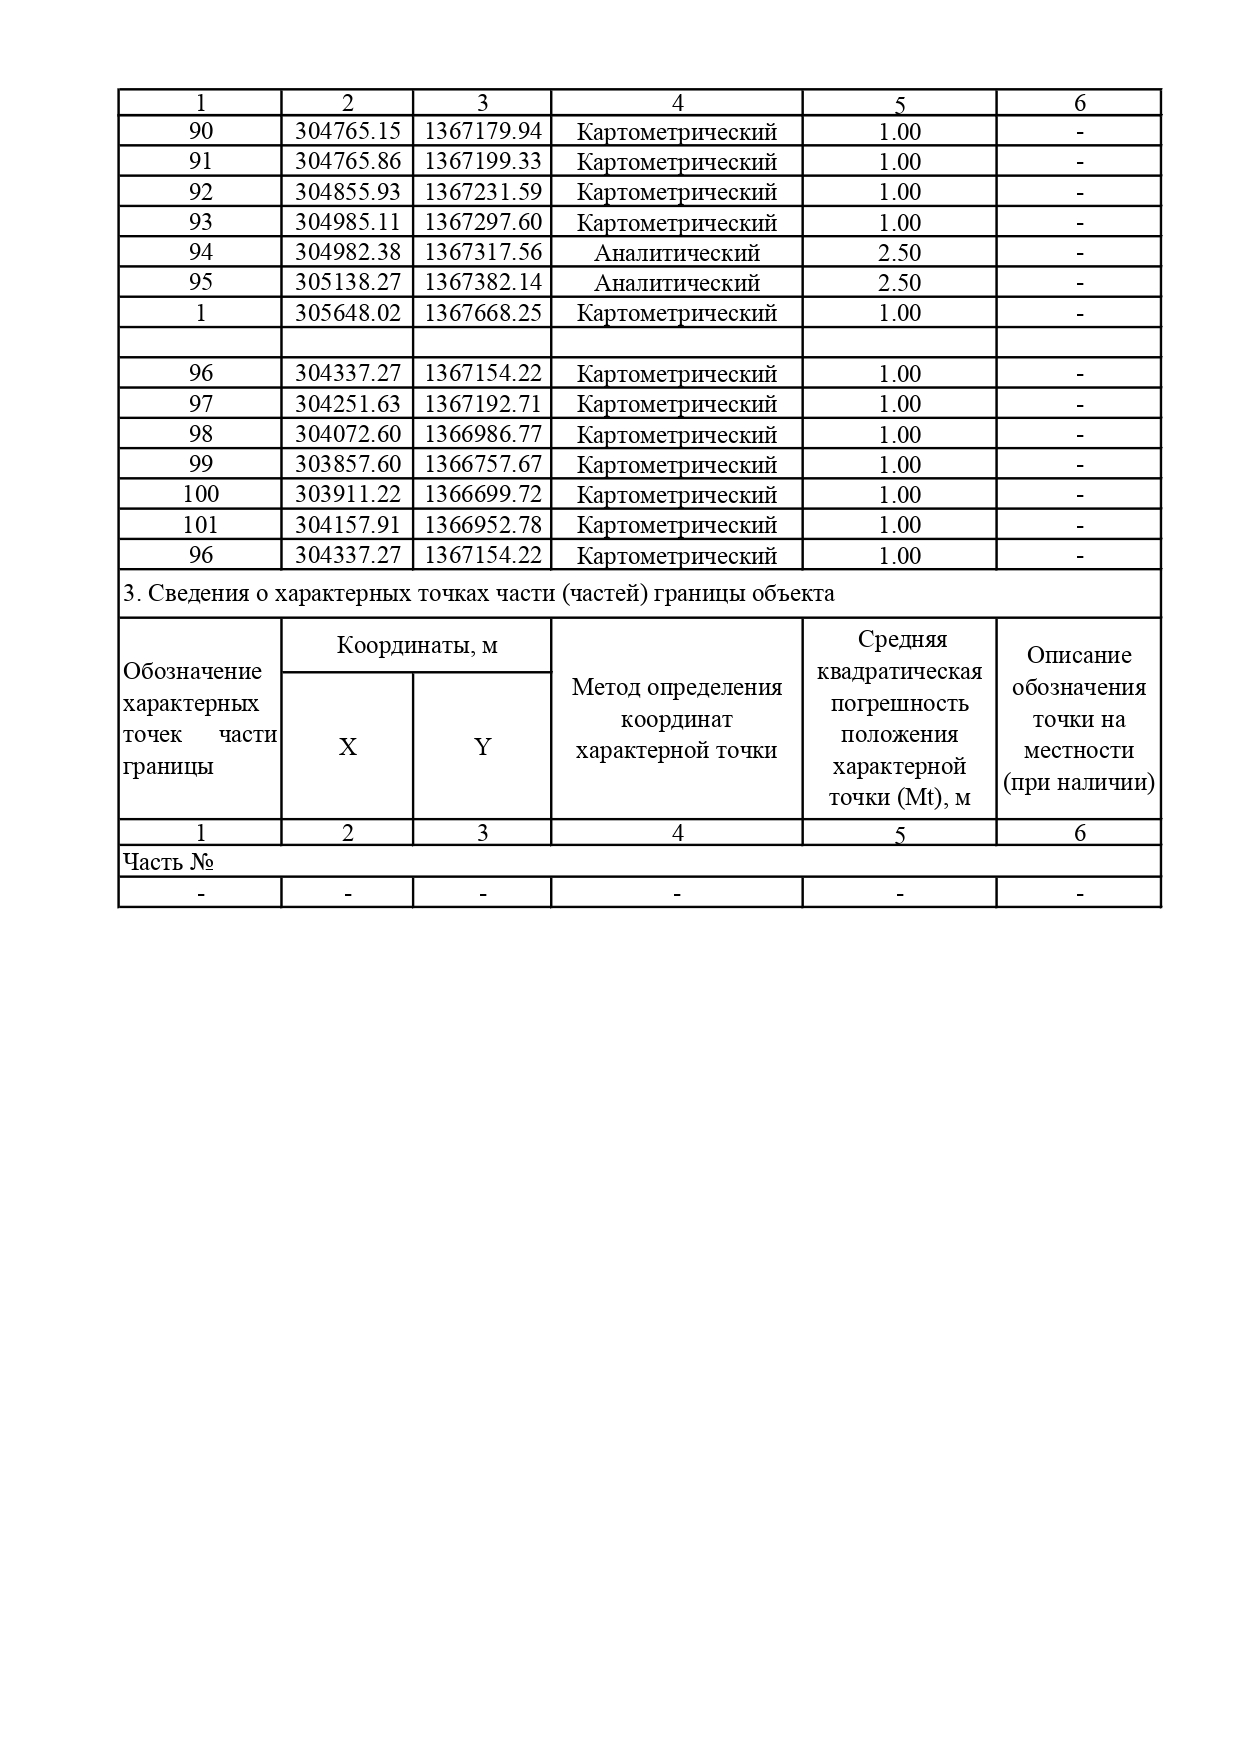 1 2 3 4 5 6
90 304765.15 1367179.94 Картометрический 1.00 -
91 304765.86 1367199.33 Картометрический 1.00 -
92 304855.93 1367231.59 Картометрический 1.00 -
93 304985.11 1367297.60 Картометрический 1.00 -
94 304982.38 1367317.56 Аналитический 2.50 -
95 305138.27 1367382.14 Аналитический 2.50 -
1 305648.02 1367668.25 Картометрический 1.00 -
96 304337.27 1367154.22 Картометрический 1.00 -
97 304251.63 1367192.71 Картометрический 1.00 -
98 304072.60 1366986.77 Картометрический 1.00 -
99 303857.60 1366757.67 Картометрический 1.00 -
100 303911.22 1366699.72 Картометрический 1.00 -
101 304157.91 1366952.78 Картометрический 1.00 -
96 304337.27 1367154.22 Картометрический 1.00 -
3. Сведения о характерных точках части (частей) границы объекта
Обозначение
характерных
точек части
границы
Координаты, м
X
Y
Метод определения
координат
характерной точки
Средняя
квадратическая
погрешность
положения
характерной
точки (Mt), м
Описание
обозначения
точки на
местности
(при наличии)
1 2 3 4 5 6
Часть №
- - - - - -